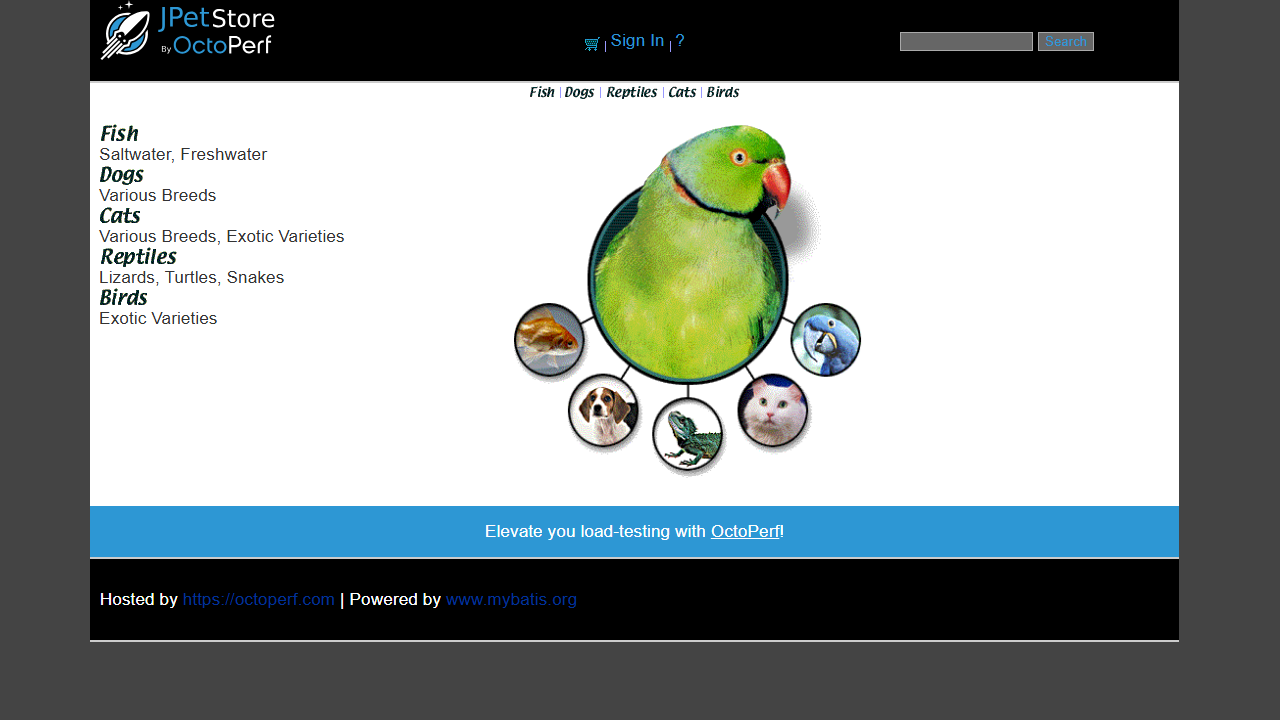 JPetStore
By OctoPerf
| Sign In | ?
Search
Fish | Dogs | Reptiles | Cats | Birds
Fish
Saltwater, Freshwater
Dogs
Various Breeds
Cats
Various Breeds, Exotic Varieties
Reptiles
Lizards, Turtles, Snakes
Birds
Exotic Varieties
Elevate you load-testing with OctoPerf!
Hosted by https://octoperf.com | Powered by www.mybatis.org